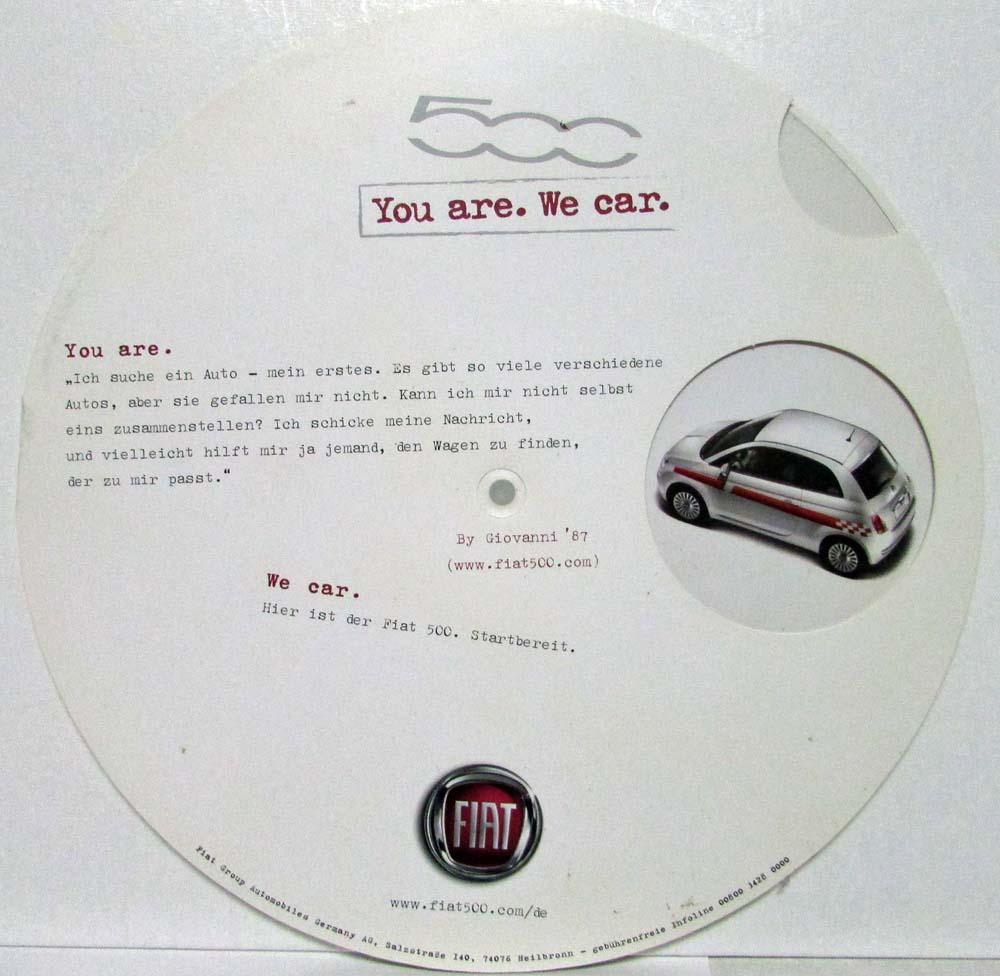 500
You are. We car.
You are.
„Ich suche ein Auto – mein erstes. Es gibt so viele verschiedene
Autos, aber sie gefallen mir nicht. Kann ich mir nicht selbst
eins zusammenstellen? Ich schicke meine Nachricht,
und vielleicht hilft mir ja jemand, den Wagen zu finden,
der zu mir passt.“
By Giovanni '87
(www.fiat500.com)
We car.
Hier ist der Fiat 500. Startbereit.
FIAT
www.fiat500.com/de
Fiat Group Automobiles Germany AG, Salzstraße 140, 74076 Heilbronn – gebührenfreie Infoline 00800 3428 0000